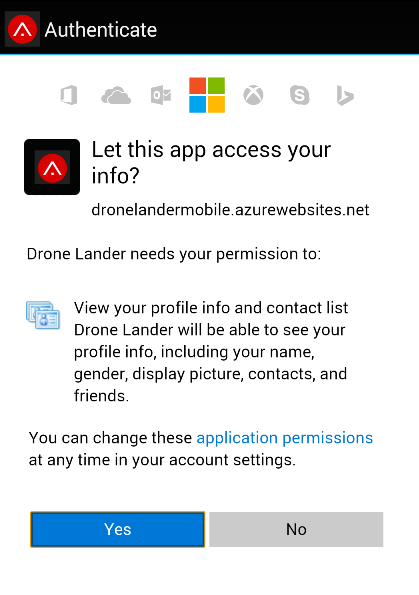 Authenticate
Let this app access your
info?
dronelandermobile.azurewebsites.net
Drone Lander needs your permission to:
View your profile info and contact list
Drone Lander will be able to see your
profile info, including your name,
gender, display picture, contacts, and
friends.
You can change these application permissions
at any time in your account settings.
Yes
No